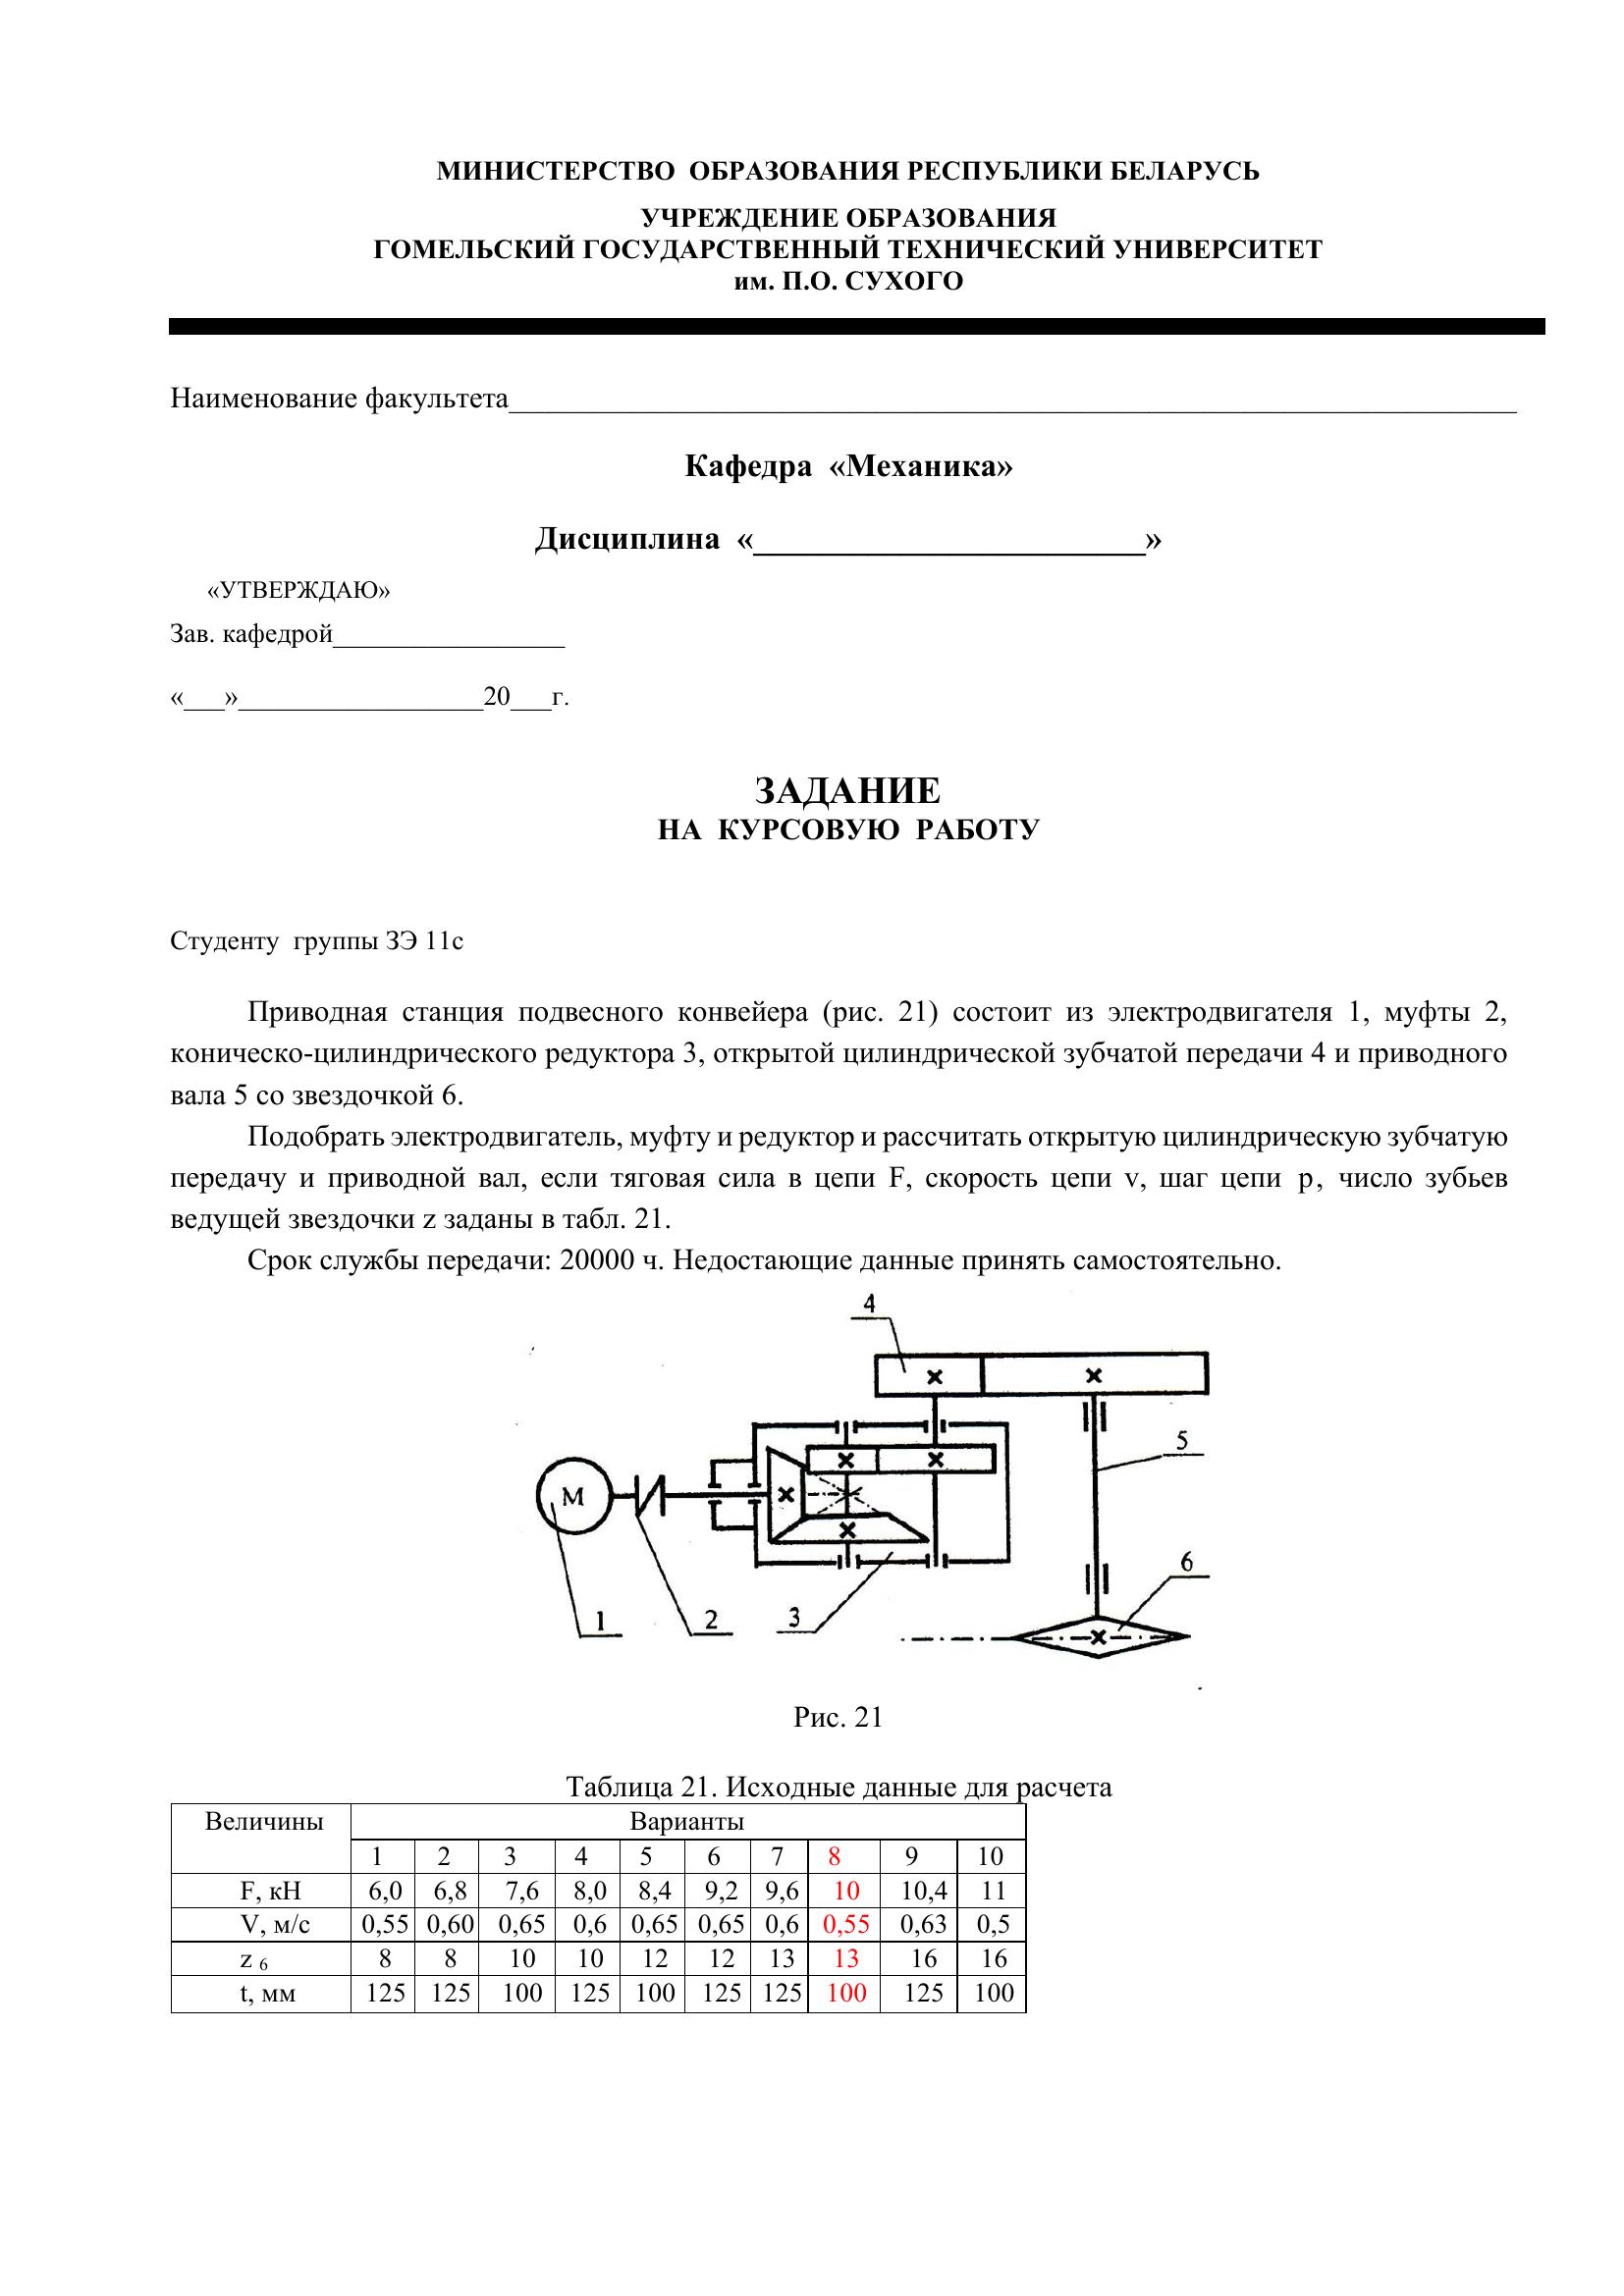 МИНИСТЕРСТВО ОБРАЗОВАНИЯ РЕСПУБЛИКИ БЕЛАРУСЬ
УЧРЕЖДЕНИЕ ОБРАЗОВАНИЯ
ГОМЕЛЬСКИЙ ГОСУДАРСТВЕННЫЙ ТЕХНИЧЕСКИЙ УНИВЕРСИТЕТ
им. П.О. СУХОГО
Наименование факультета____________________
Кафедра «Механика»
Дисциплина «____________________»
«УТВЕРЖДАЮ»
Зав. кафедрой_________________
«___»__________________20___г.
ЗАДАНИЕ
НА КУРСОВУЮ РАБОТУ
Студенту группы ЗЭ 11с
Приводная станция подвесного конвейера (рис. 21) состоит из электродвигателя 1, муфты 2,
коническо-цилиндрического редуктора 3, открытой цилиндрической зубчатой передачи 4 и приводного
вала 5 со звездочкой 6.
Подобрать электродвигатель, муфту и редуктор и рассчитать открытую цилиндрическую зубчатую
передачу и приводной вал, если тяговая сила в цепи F, скорость цепи v, шаг цепи p, число зубьев
ведущей звездочки z заданы в табл. 21.
Срок службы передачи: 20000 ч. Недостающие данные принять самостоятельно.
4
5
M
6
1 2 3
Рис. 21
Таблица 21. Исходные данные для расчета
Величины Варианты
1 2 3 4 5 6 7 8 9 10
F, кН 6,0 6,8 7,6 8,0 8,4 9,2 9,6 10 10,4 11
V, м/с 0,55 0,60 0,65 0,6 0,65 0,65 0,6 0,55 0,63 0,5
z 6 8 8 10 10 12 12 13 13 16 16
t, мм 125 125 100 125 100 125 125 100 125 100